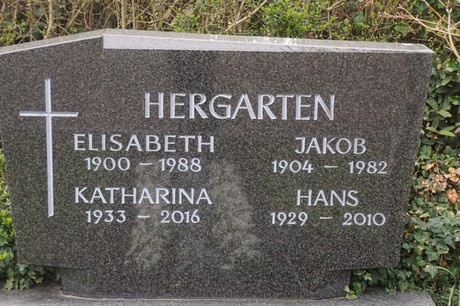 HERGARTEN
ELISABETH JAKOB
1900 – 1988 1904 – 1982
KATHARINA HANS
1933 – 2016 1929 – 2010